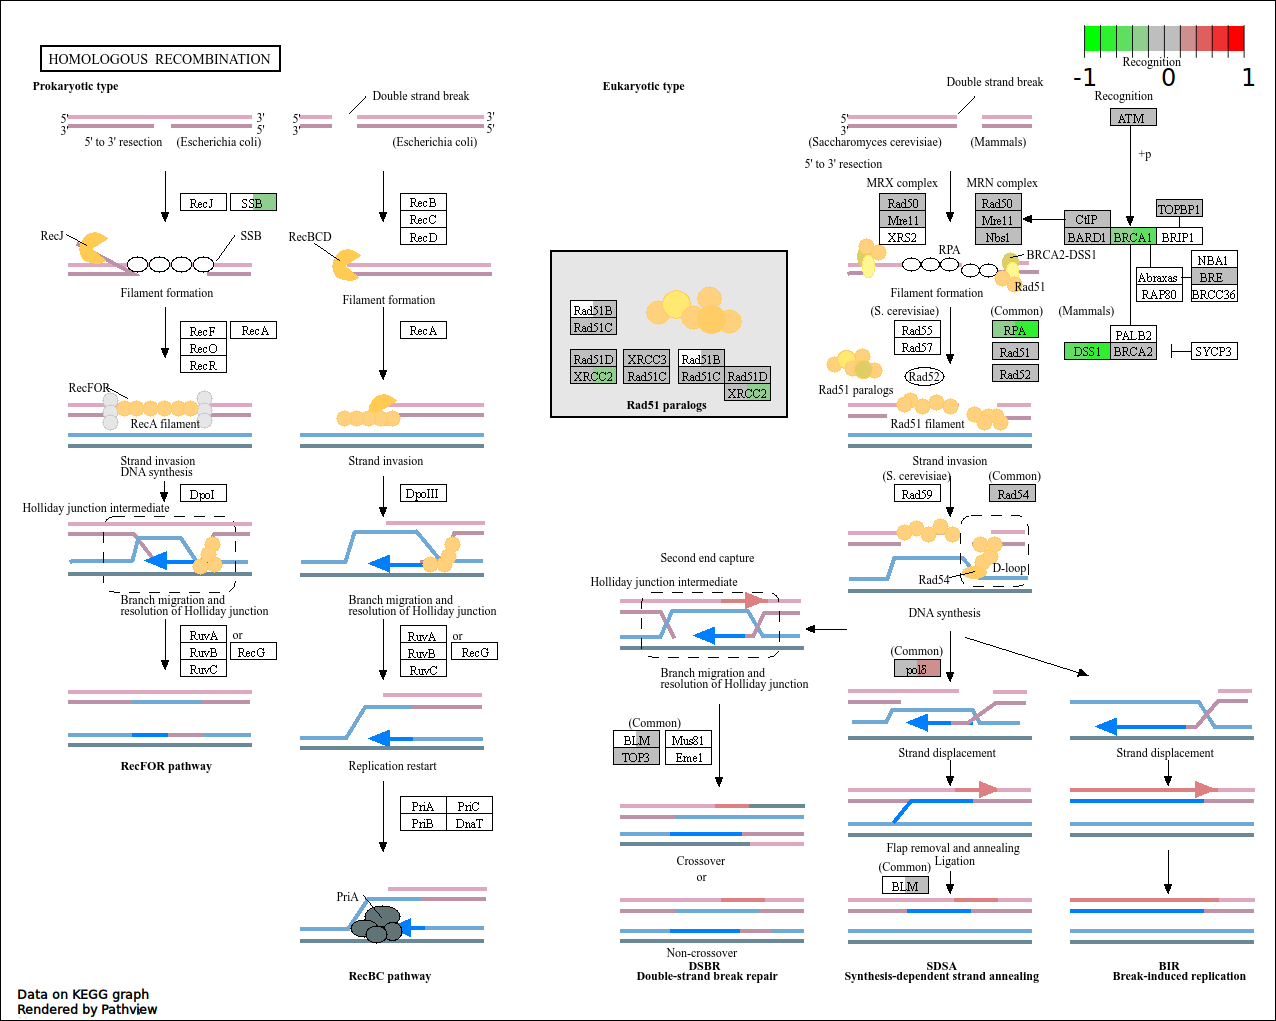 HOMOLOGOUS RECOMBINATION
Prokaryotic type
Eukaryotic type
Recognition
-1 0 1
Double strand break
Double strand break
Recognition
ATM
5' 3'
3' 5'
5' 3'
3' 5'
5'
3'
5' to 3' resection (Escherichia coli)
(Escherichia coli)
(Saccharomyces cerevisiae) (Mammals)
+p
5' to 3' resection
MRX complex MRN complex
RecJ SSB
RecB
RecC
RecD
Rad50
Mre11
XRS2
Rad50
Mre11
Nbs1
CtIP
TOPBP1
BARD1 BRCA1 BRIP1
RecJ SSB
RecBCD
RPA
BRCA2-DSS1
Rad51
NBA1
Abraxas BRE
RAP80 BRCC36
Filament formation
Filament formation
Filament formation
(S. cerevisiae) (Common) (Mammals)
Rad51B
Rad51C
Rad51D XRCC3 Rad51B
XRCC2 Rad51C Rad51C Rad51D
XRCC2
Rad51 paralogs
RecF RecA
RecO
RecR
RecA
Rad55
Rad57
RPA
Rad51
Rad52
PALB2
DSS1 BRCA2
SYCP3
Rad52
Rad51 paralogs
RecFOR
RecA filament
Rad51 filament
Strand invasion
DNA synthesis
Strand invasion
Strand invasion
(S. cerevisiae) (Common)
DpoI
DpoIII
Rad59 Rad54
Holliday junction intermediate
Second end capture
Holliday junction intermediate
Rad54
D-loop
Branch migration and
resolution of Holliday junction
Branch migration and
resolution of Holliday junction
DNA synthesis
RuvA or
RuvB RecG
RuvC
RuvA or
RuvB RecG
RuvC
Branch migration and
resolution of Holliday junction
(Common)
polδ
(Common)
BLM Mus81
TOP3 Eme1
Strand displacement
Strand displacement
RecFOR pathway
Replication restart
PriA PriC
PriB DnaT
Crossover
or
Flap removal and annealing
Ligation
(Common)
BLM
PriA
Non-crossover
RecBC pathway
DSBR
Double-strand break repair
SDSA
Synthesis-dependent strand annealing
BIR
Break-induced replication
Data on KEGG graph
Rendered by Pathview